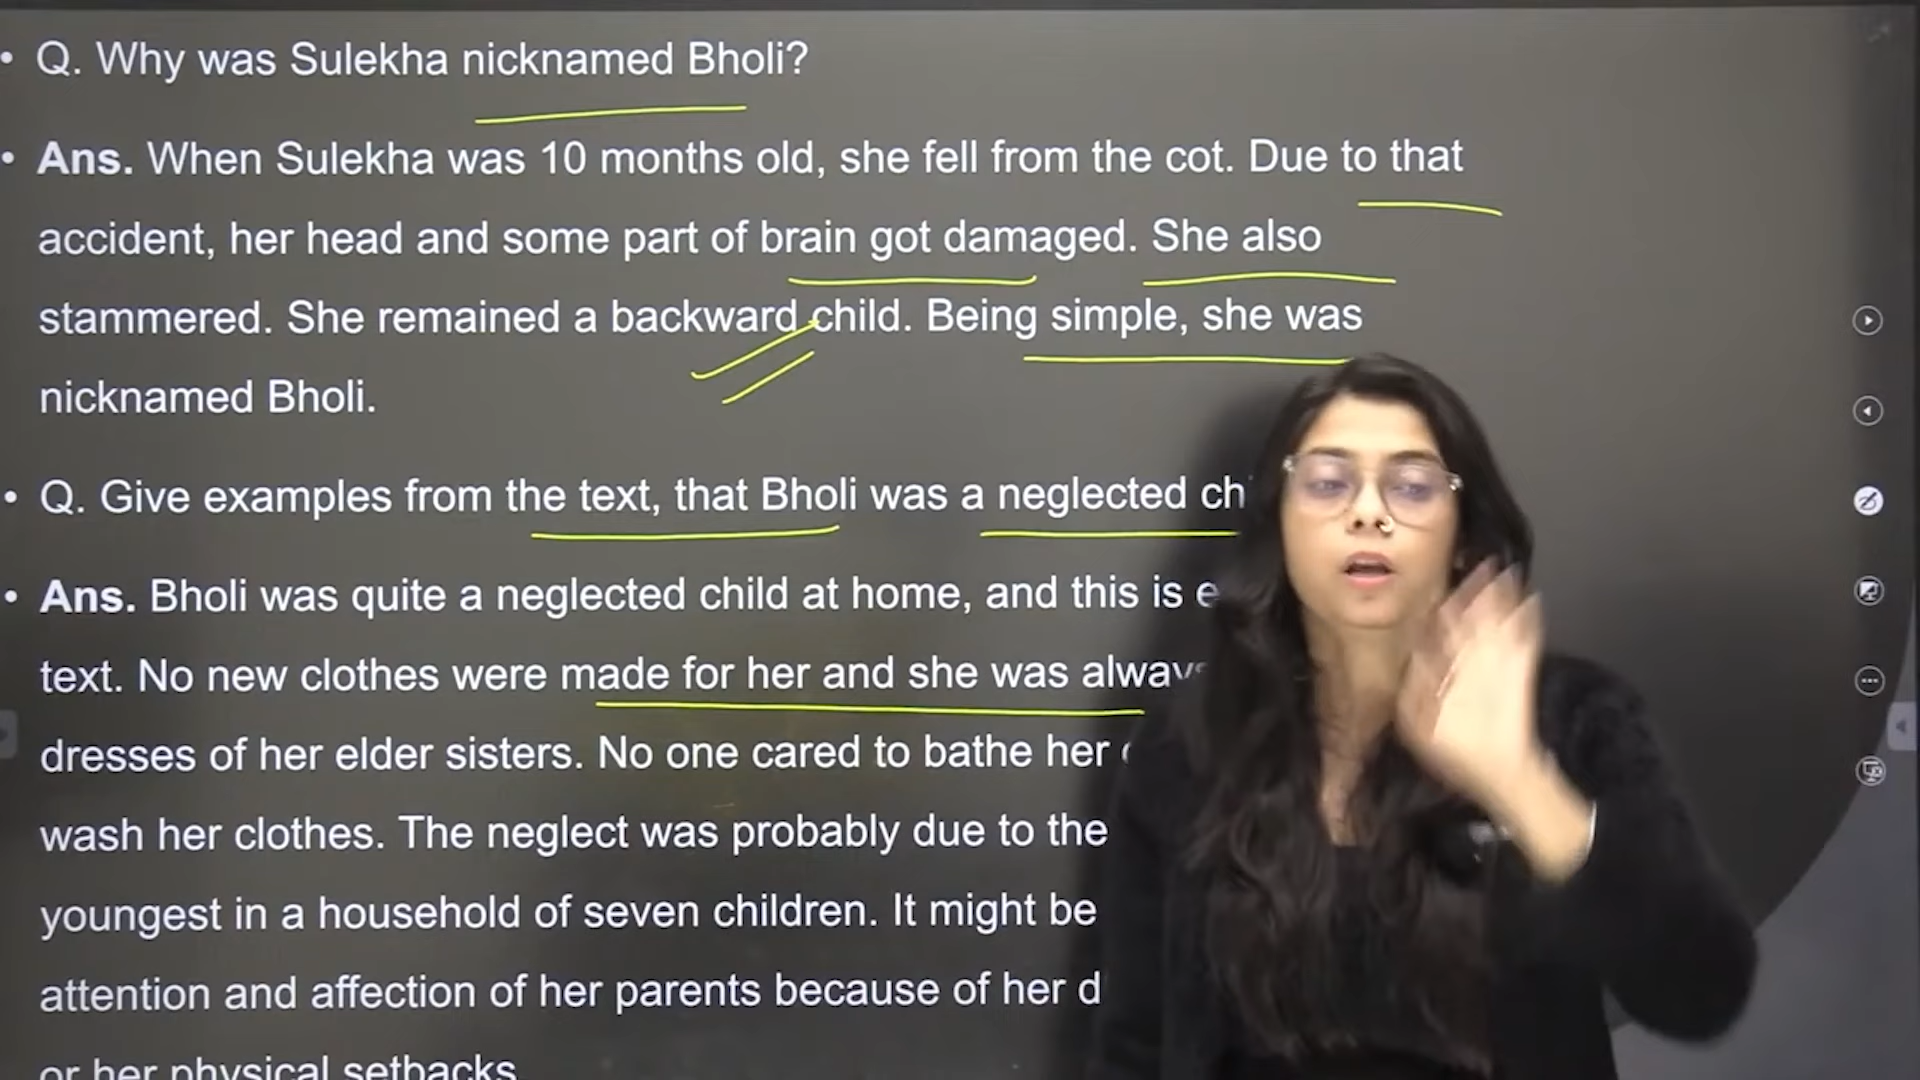 • Q. Why was Sulekha nicknamed Bholi?
• Ans. When Sulekha was 10 months old, she fell from the cot. Due to that
accident, her head and some part of brain got damaged. She also
stammered. She remained a backward child. Being simple, she was
nicknamed Bholi.
• Q. Give examples from the text, that Bholi was a neglected
• Ans. Bholi was quite a neglected child at home, and this is
text. No new clothes were made for her and she was
dresses of her elder sisters. No one cared to bathe her
wash her clothes. The neglect was probably due to the
youngest in a household of seven children. It might be
attention and affection of her parents because of her
or her physical setbacks